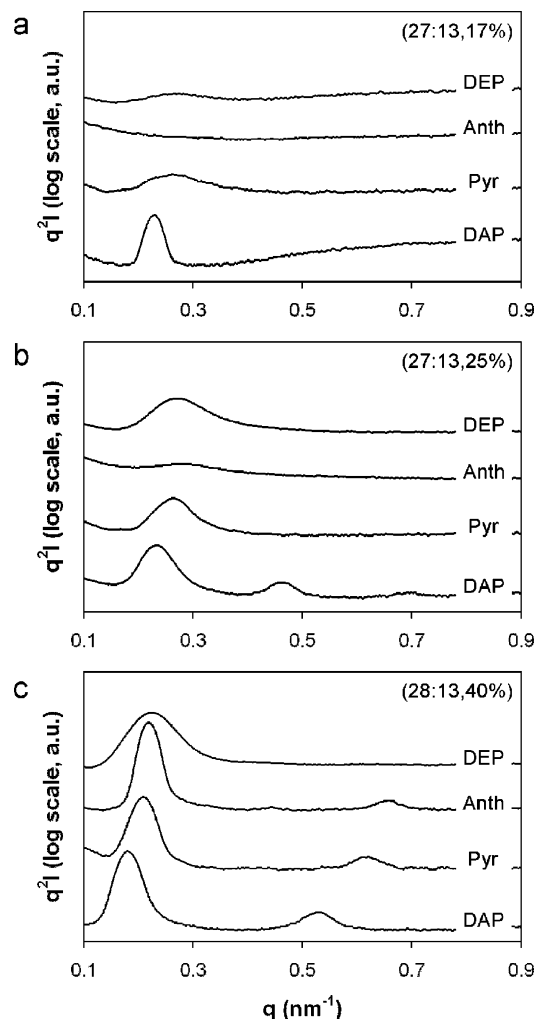 a
(27:13,17%)
DEP
Anth
Pyr
DAP
q²I (log scale, a.u.)
0.1 0.3 0.5 0.7 0.9
b
(27:13,25%)
DEP
Anth
Pyr
DAP
q²I (log scale, a.u.)
0.1 0.3 0.5 0.7 0.9
c
(28:13,40%)
DEP
Anth
Pyr
DAP
q²I (log scale, a.u.)
0.1 0.3 0.5 0.7 0.9
q (nm⁻¹)